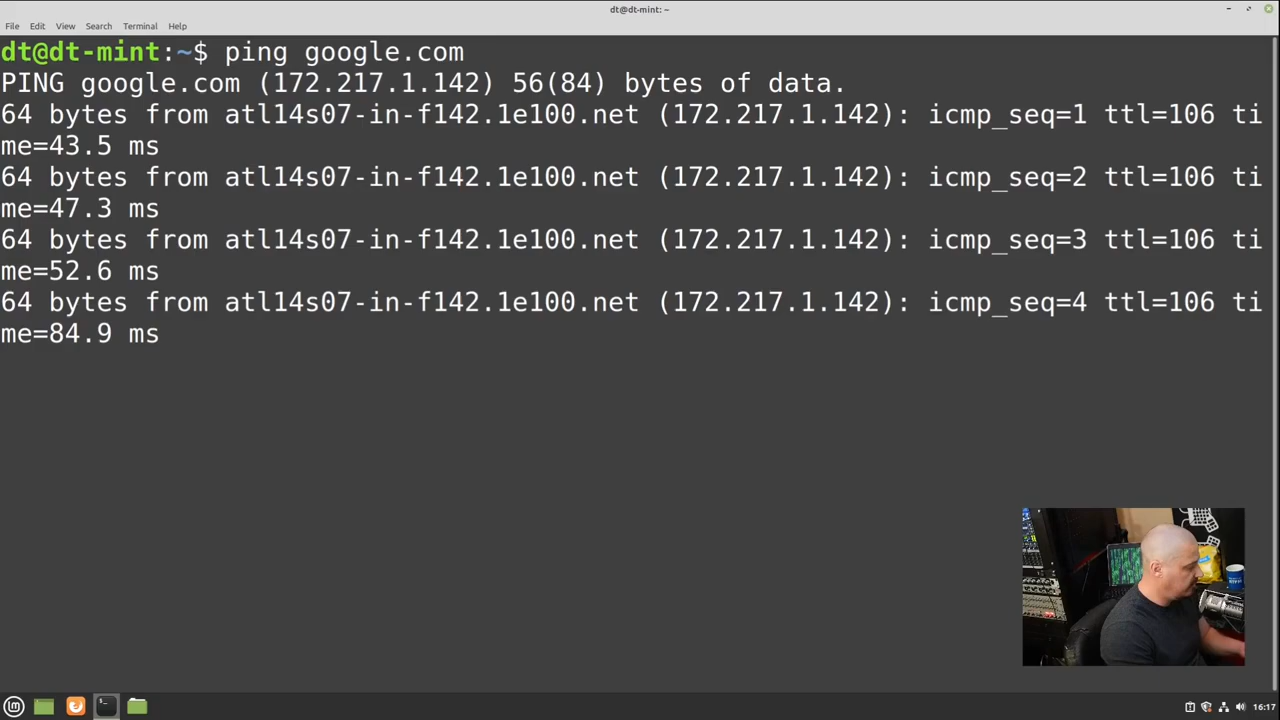 dt@dt-mint: ~
File Edit View Search Terminal Help
dt@dt-mint:~$ ping google.com
PING google.com (172.217.1.142) 56(84) bytes of data.
64 bytes from atl14s07-in-f142.1e100.net (172.217.1.142): icmp_seq=1 ttl=106 ti
me=43.5 ms
64 bytes from atl14s07-in-f142.1e100.net (172.217.1.142): icmp_seq=2 ttl=106 ti
me=47.3 ms
64 bytes from atl14s07-in-f142.1e100.net (172.217.1.142): icmp_seq=3 ttl=106 ti
me=52.6 ms
64 bytes from atl14s07-in-f142.1e100.net (172.217.1.142): icmp_seq=4 ttl=106 ti
me=84.9 ms
16:17